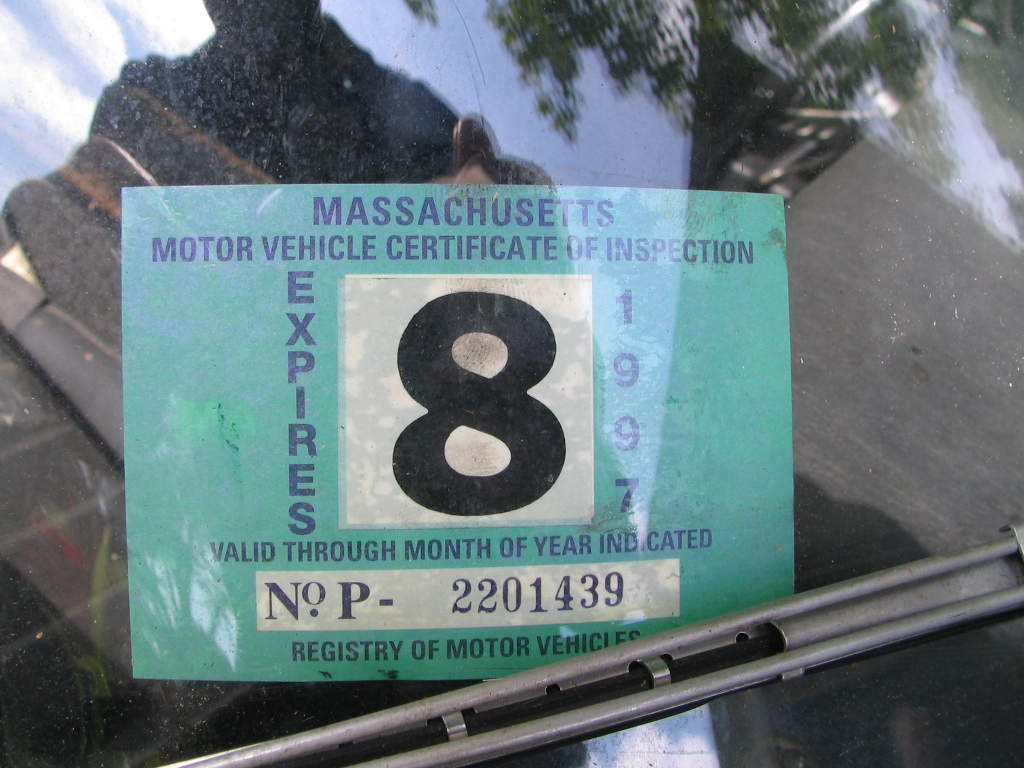 MASSACHUSETTS
MOTOR VEHICLE CERTIFICATE OF INSPECTION
EXPIRES
8
1997
VALID THROUGH MONTH OF YEAR INDICATED
No. P- 2201439
REGISTRY OF MOTOR VEHICLES